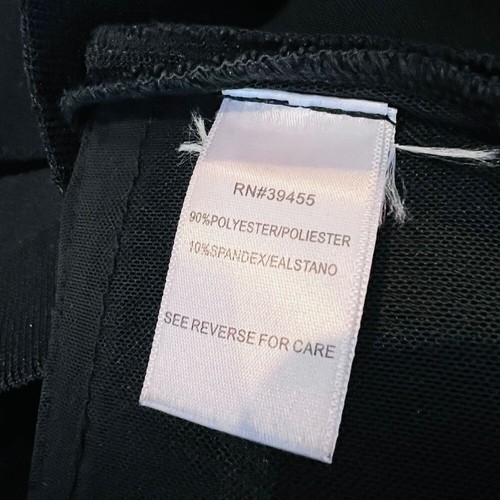 RN#39455
90%POLYESTER/POLIESTER
10%SPANDEX/EALSTANO
SEE REVERSE FOR CARE